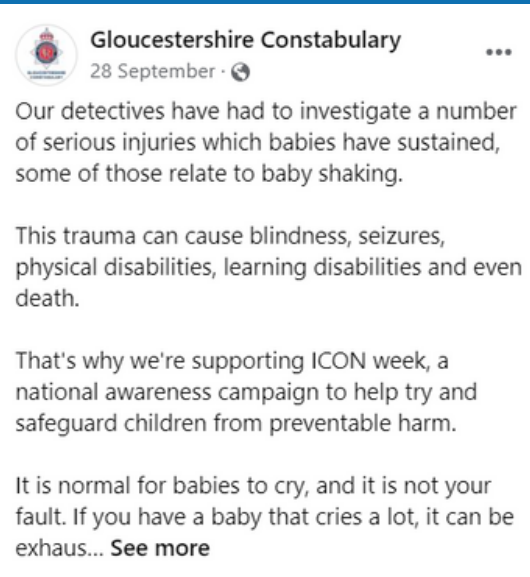 Gloucestershire Constabulary
28 September ·
Our detectives have had to investigate a number
of serious injuries which babies have sustained,
some of those relate to baby shaking.
This trauma can cause blindness, seizures,
physical disabilities, learning disabilities and even
death.
That's why we're supporting ICON week, a
national awareness campaign to help try and
safeguard children from preventable harm.
It is normal for babies to cry, and it is not your
fault. If you have a baby that cries a lot, it can be
exhaus... See more